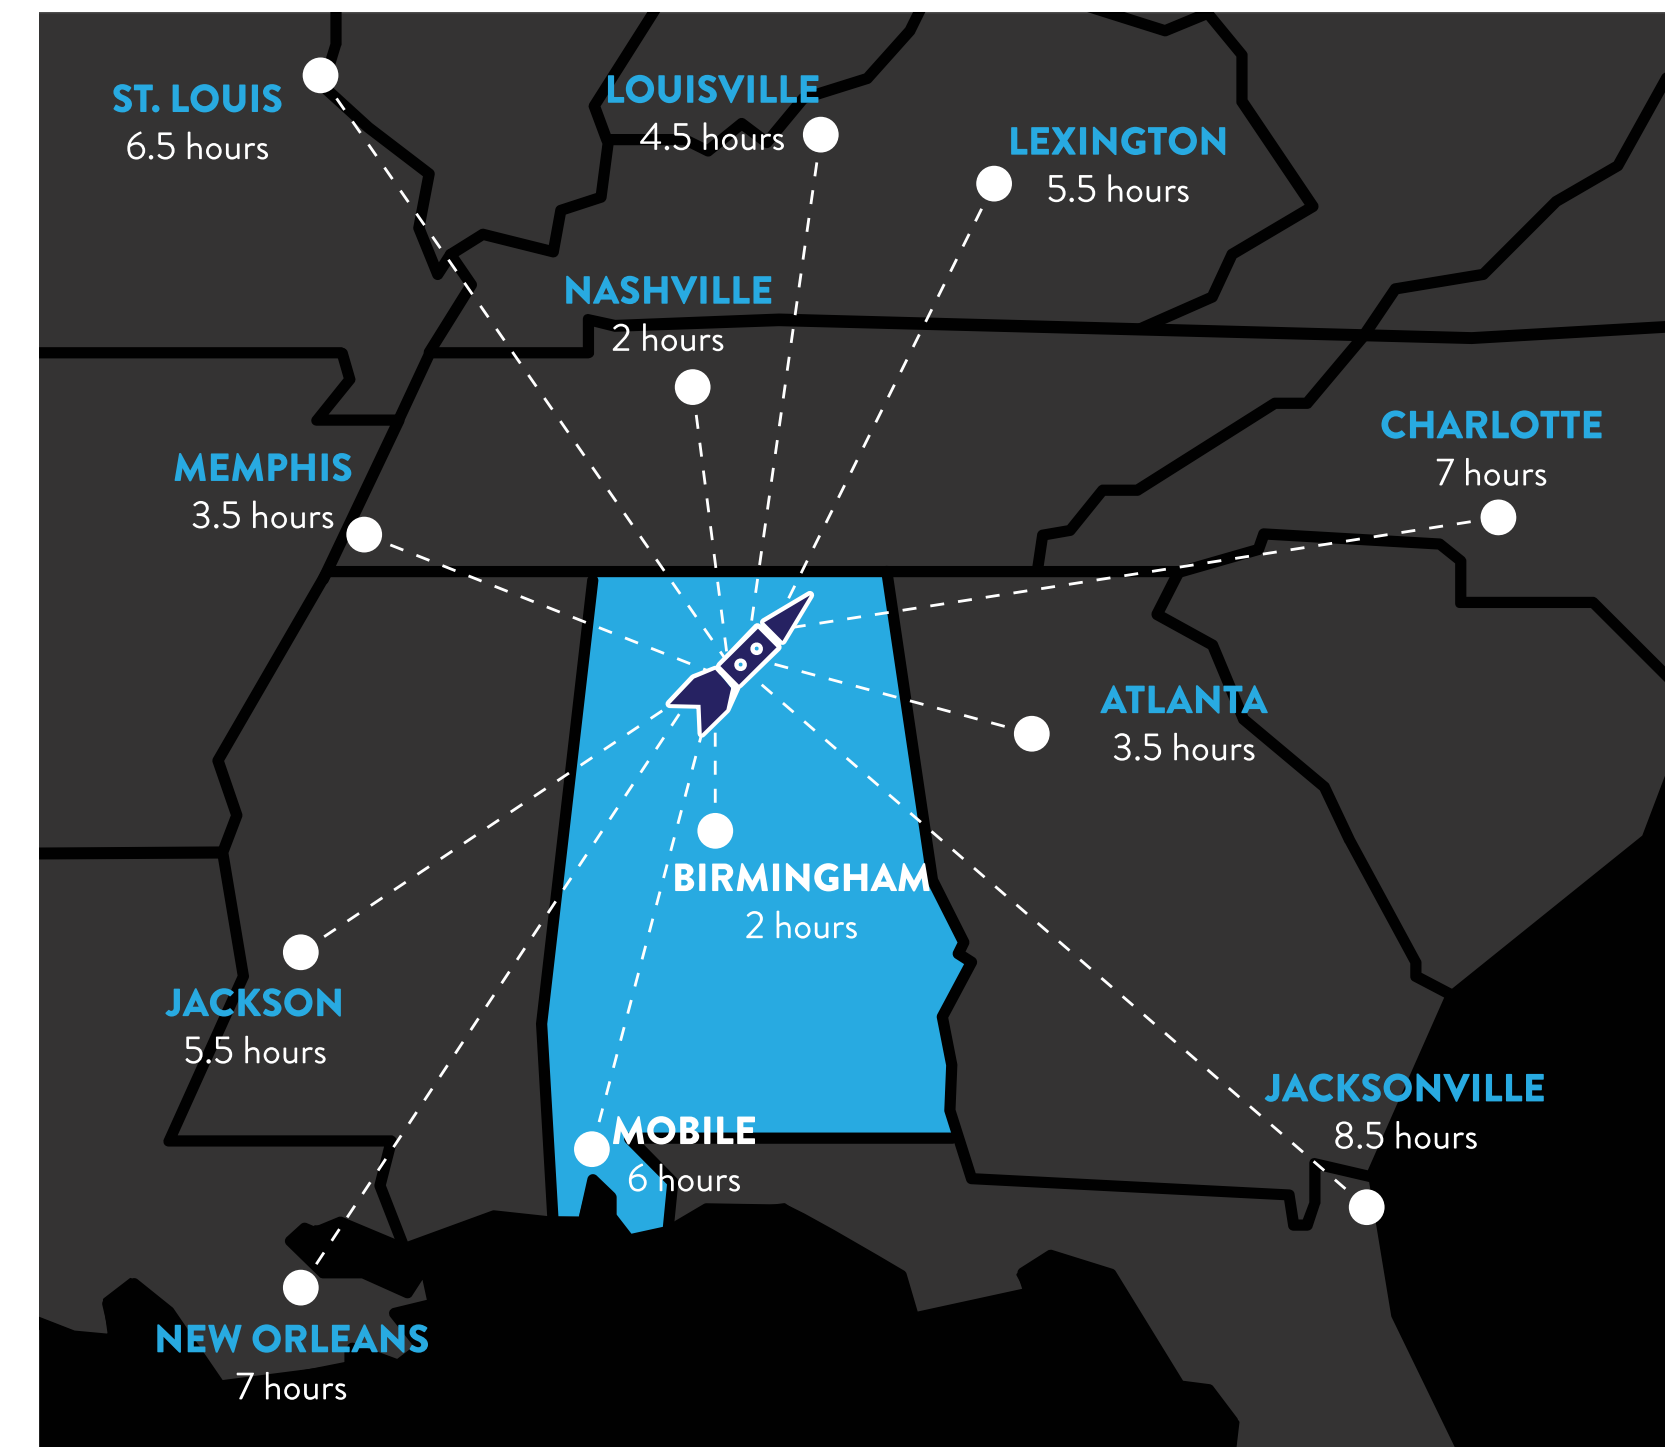 ST. LOUIS
6.5 hours
LOUISVILLE
4.5 hours
LEXINGTON
5.5 hours
NASHVILLE
2 hours
CHARLOTTE
7 hours
MEMPHIS
3.5 hours
ATLANTA
3.5 hours
BIRMINGHAM
2 hours
JACKSON
5.5 hours
JACKSONVILLE
8.5 hours
MOBILE
6 hours
NEW ORLEANS
7 hours